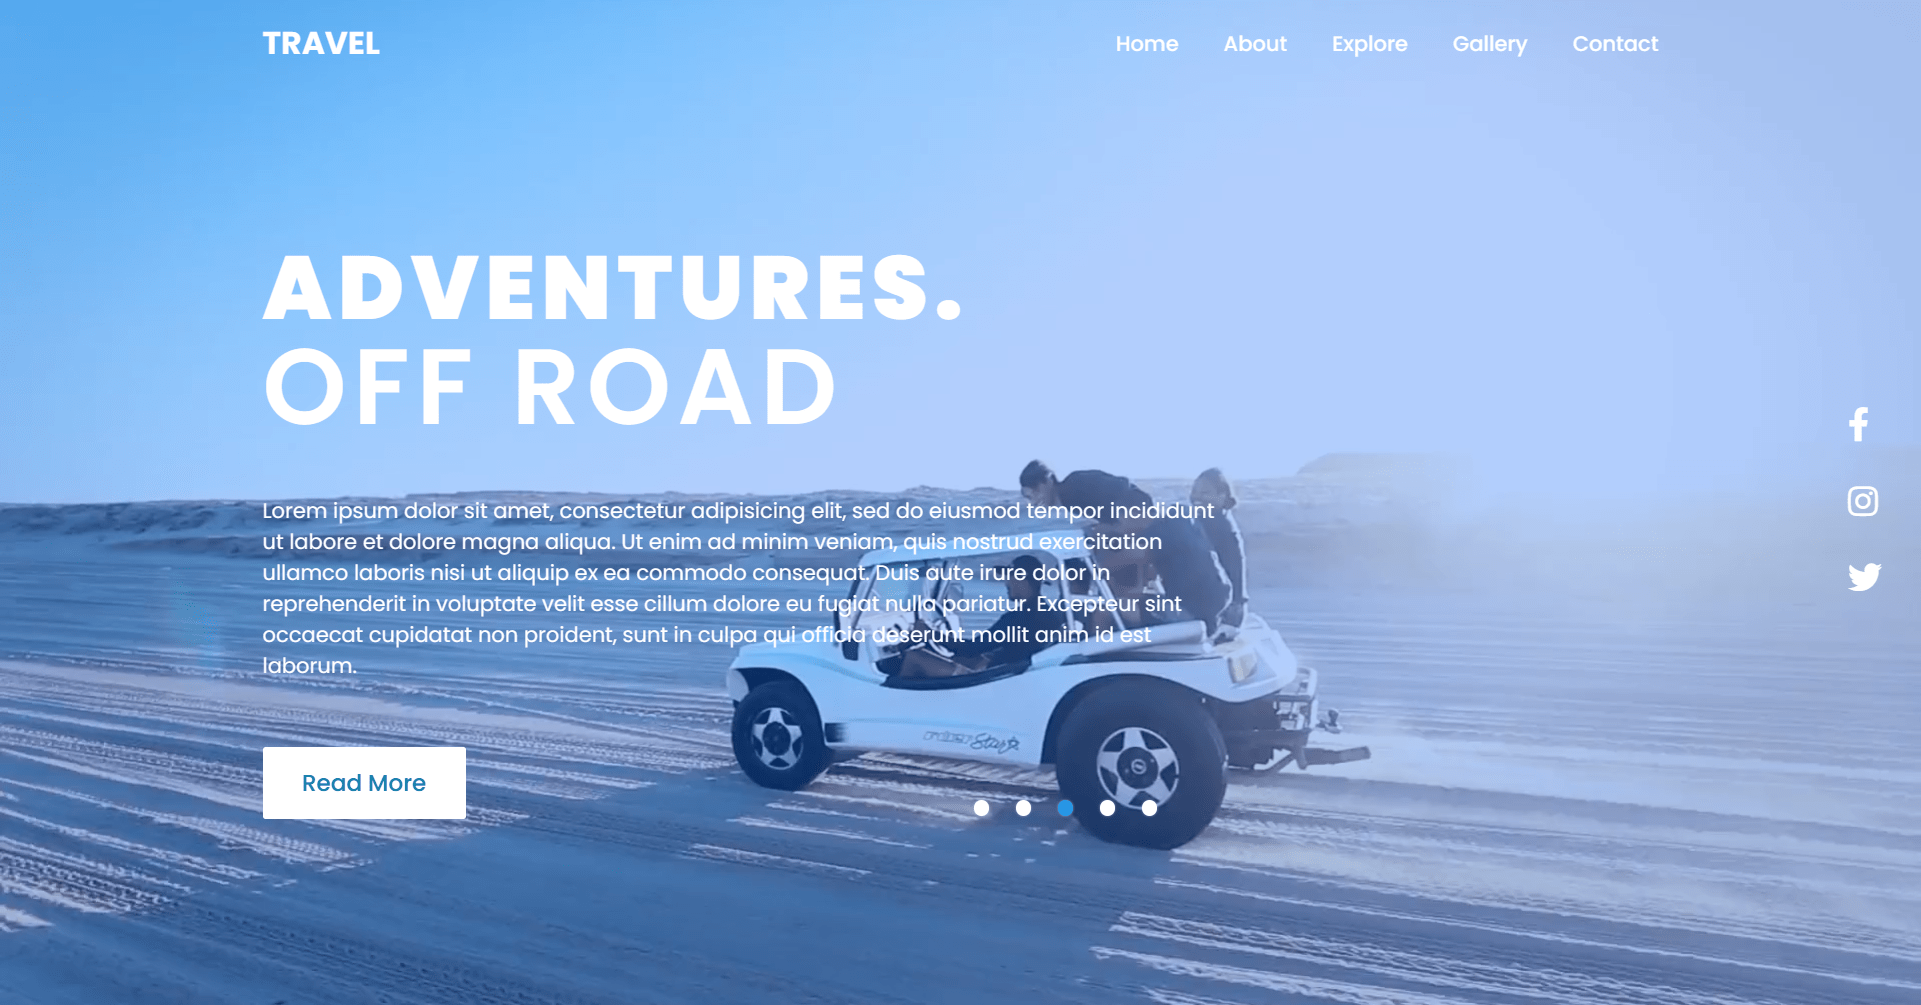 TRAVEL
Home About Explore Gallery Contact
ADVENTURES.
OFF ROAD
Lorem ipsum dolor sit amet, consectetur adipisicing elit, sed do eiusmod tempor incididunt
ut labore et dolore magna aliqua. Ut enim ad minim veniam, quis nostrud exercitation
ullamco laboris nisi ut aliquip ex ea commodo consequat. Duis aute irure dolor in
reprehenderit in voluptate velit esse cillum dolore eu fugiat nulla pariatur. Excepteur sint
occaecat cupidatat non proident, sunt in culpa qui officia deserunt mollit anim id est
laborum.
Star
Read More